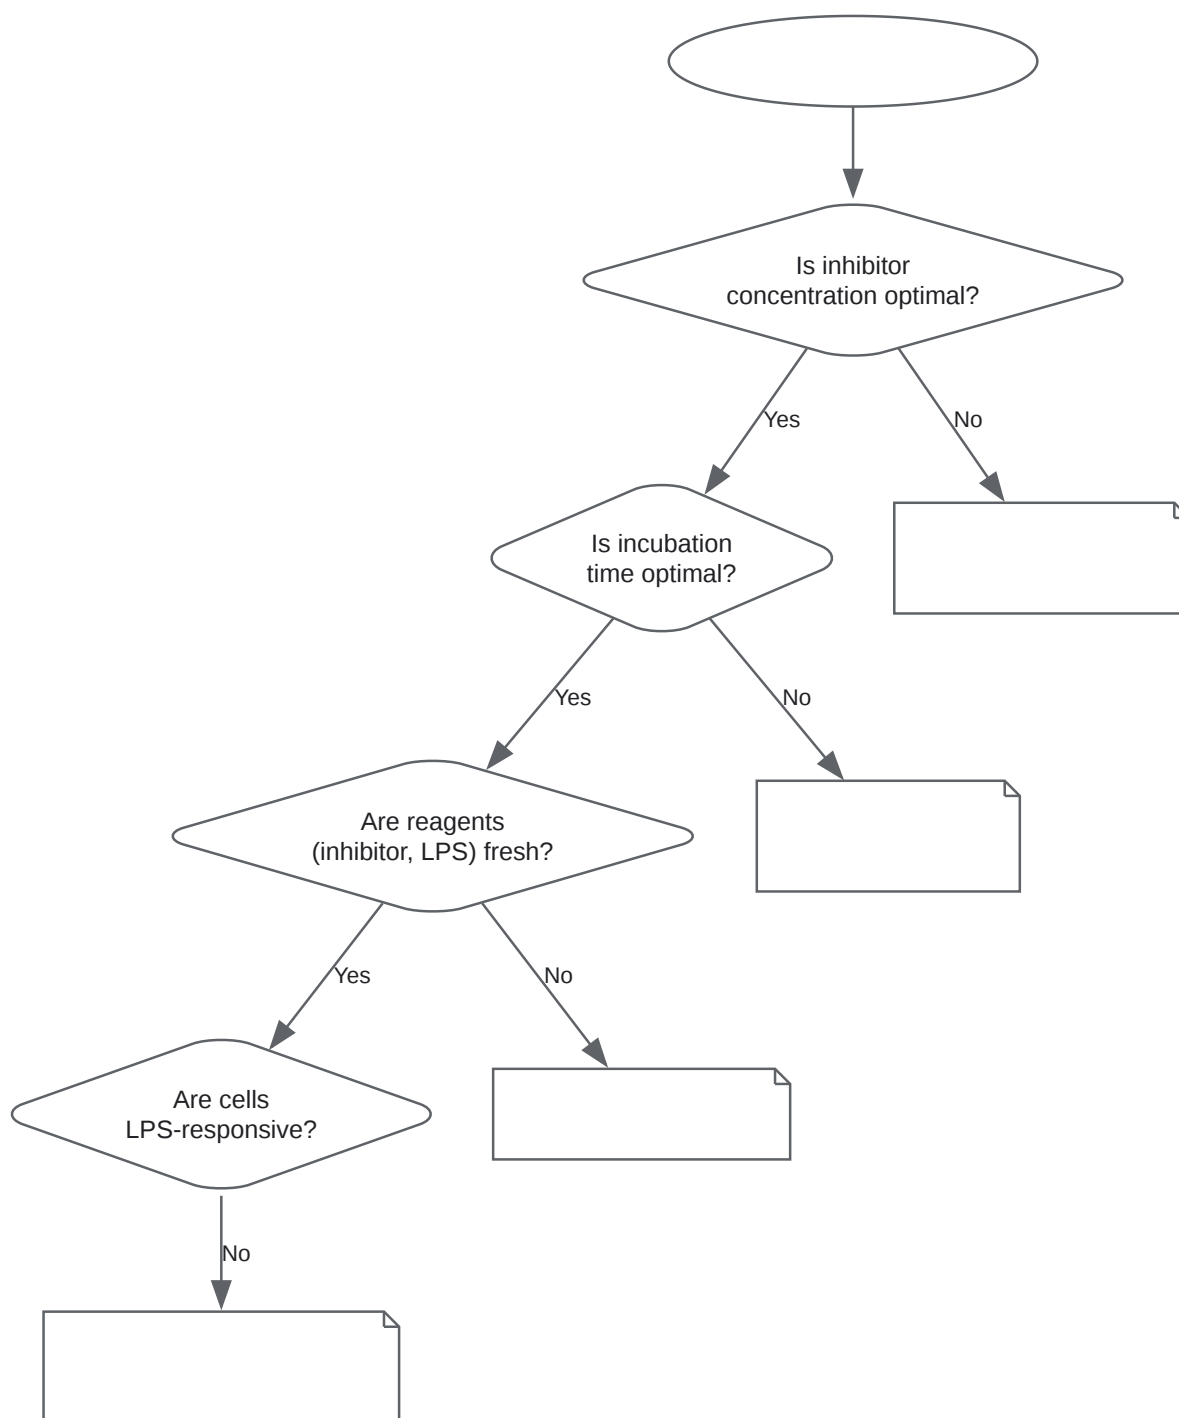 Is inhibitor
concentration optimal?
Yes
No
Is incubation
time optimal?
Yes
No
Are reagents
(inhibitor, LPS) fresh?
Yes
No
Are cells
LPS-responsive?
No